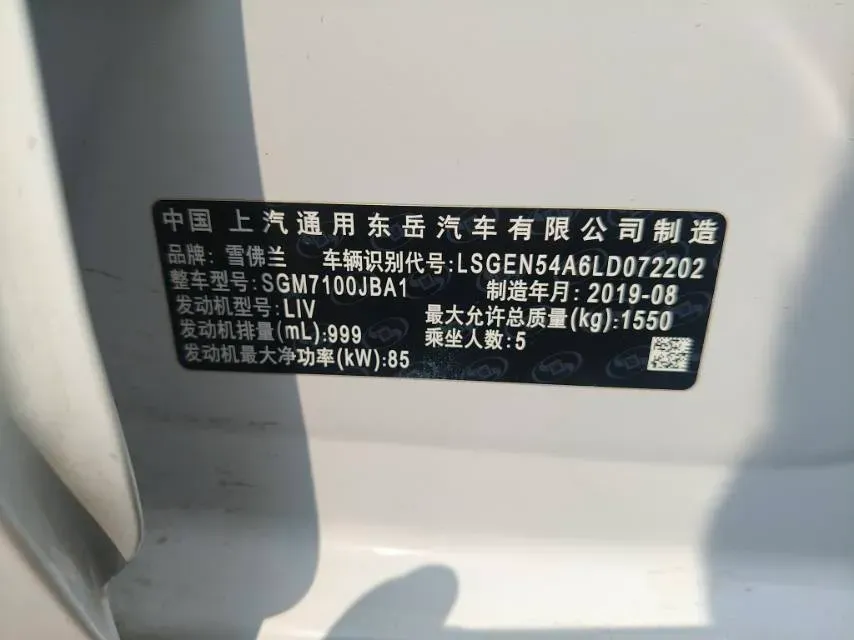 中国 上汽通用东岳汽车有限公司制造
品牌: 雪佛兰 车辆识别代号:LSGEN54A6LD072202
整车型号:SGM7100JBA1 制造年月:2019-08
发动机型号:LIV 最大允许总质量(kg):1550
发动机排量(mL):999 乘坐人数:5
发动机最大净功率(kW):85